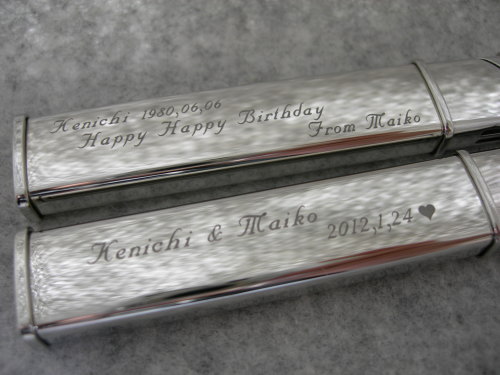 Kenichi 1980,06,06
Happy Happy Birthday
From Maiko
Kenichi & Maiko
2012,1,24♥